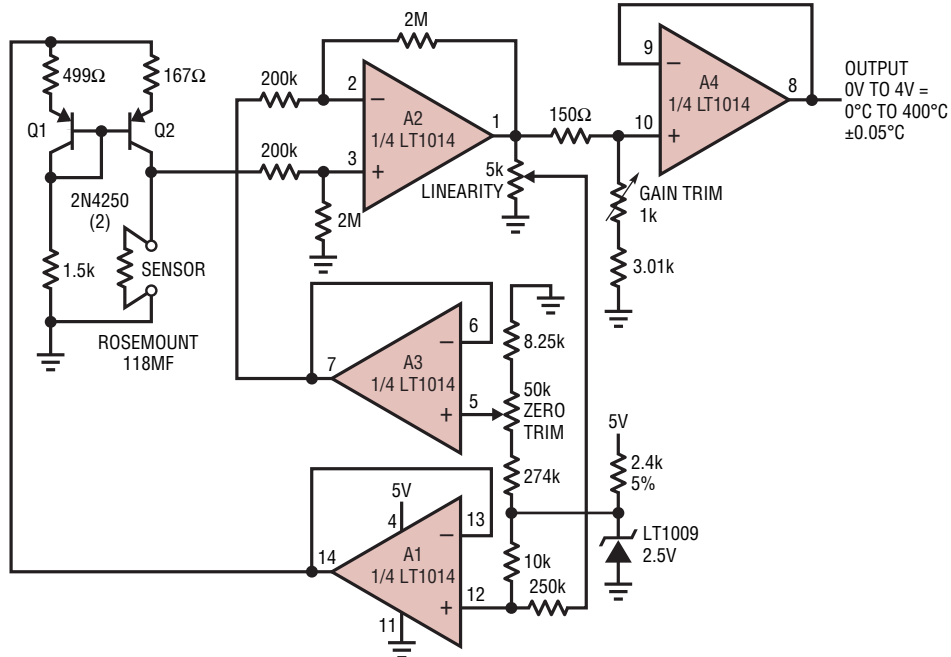 499Ω
167Ω
Q1
Q2
2N4250
(2)
1.5k
SENSOR
ROSEMOUNT
118MF
200k
200k
2M
2M
2
3
1
A2
1/4 LT1014
−
+
5k
LINEARITY
150Ω
9
10
8
A4
1/4 LT1014
−
+
OUTPUT
0V TO 4V =
0°C TO 400°C
±0.05°C
GAIN TRIM
1k
3.01k
7
6
5
A3
1/4 LT1014
−
+
8.25k
50k
ZERO
TRIM
274k
5V
2.4k
5%
LT1009
2.5V
14
5V
4
13
12
11
A1
1/4 LT1014
−
+
10k
250k